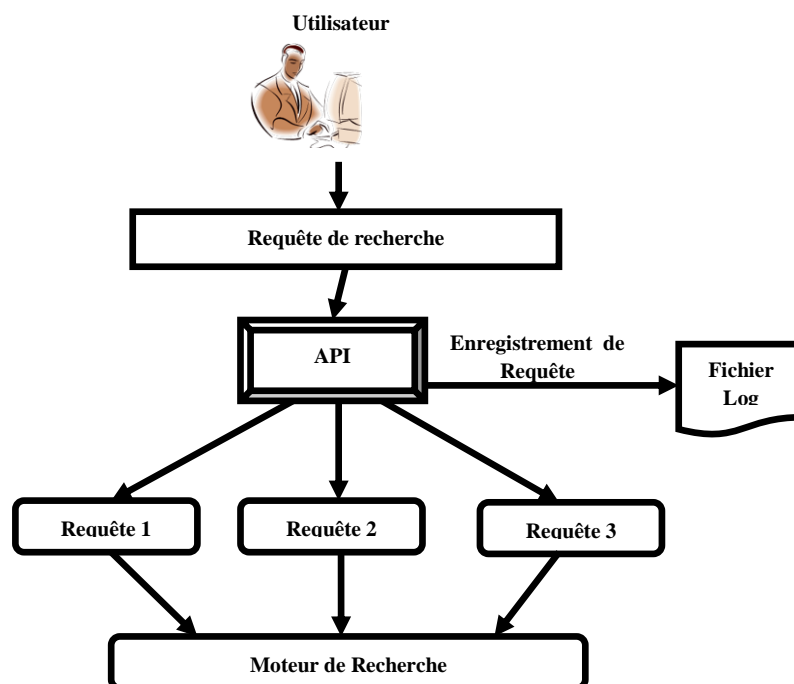 Utilisateur
Requête de recherche
API
Enregistrement de
Requête
Fichier
Log
Requête 1
Requête 2
Requête 3
Moteur de Recherche